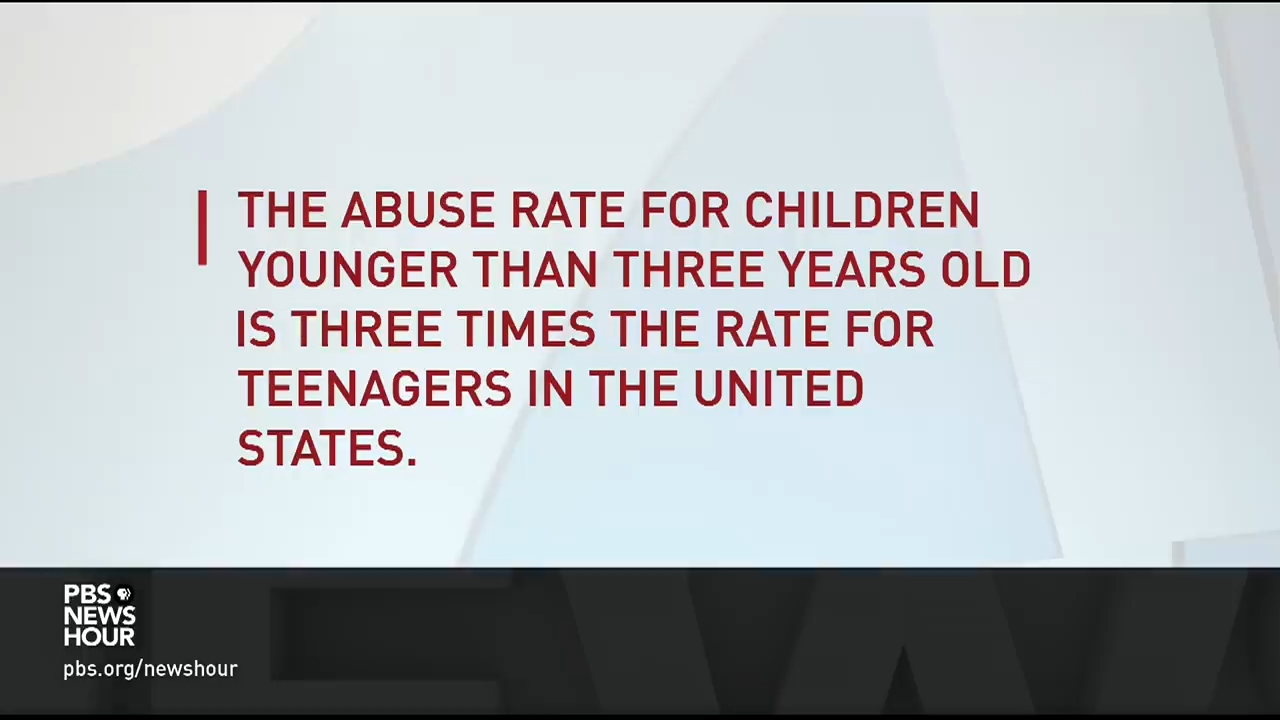 THE ABUSE RATE FOR CHILDREN
YOUNGER THAN THREE YEARS OLD
IS THREE TIMES THE RATE FOR
TEENAGERS IN THE UNITED
STATES.
PBS
NEWS
HOUR
pbs.org/newshour